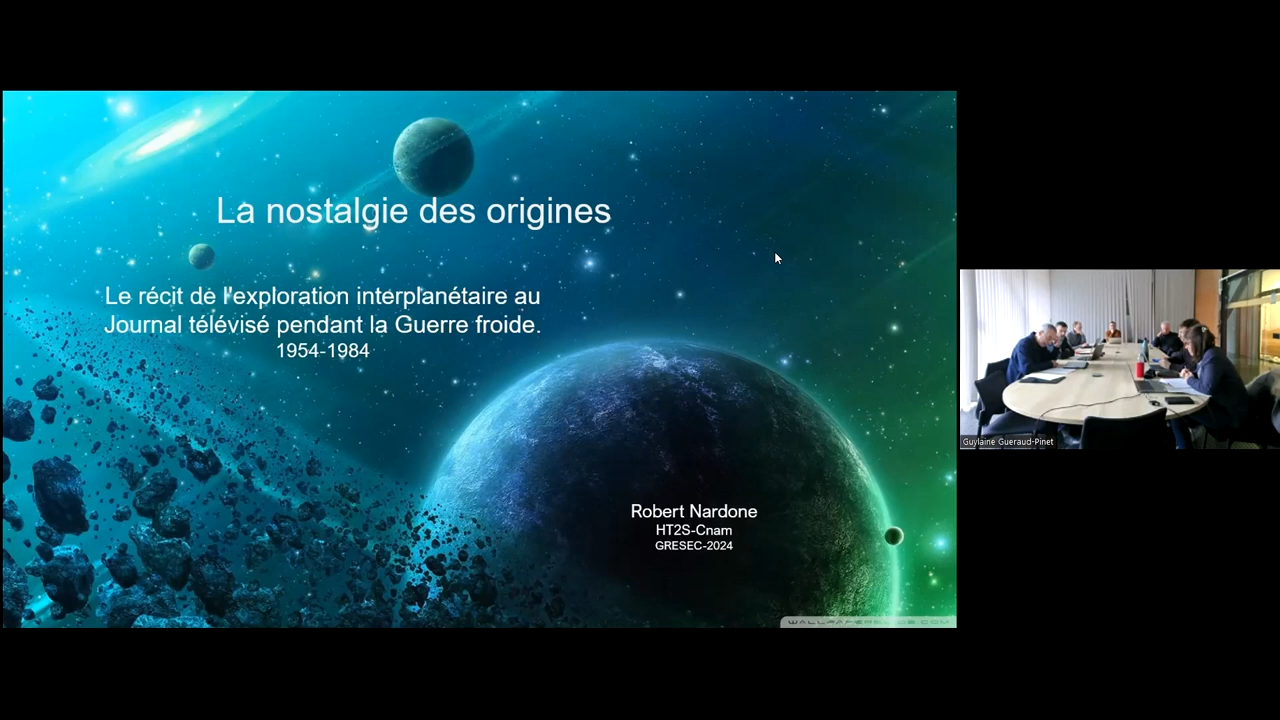 La nostalgie des origines
Le récit de l'exploration interplanétaire au
Journal télévisé pendant la Guerre froide.
1954-1984
Robert Nardone
HT2S-Cnam
GRESEC-2024
Guylaine Gueraud-Pinet